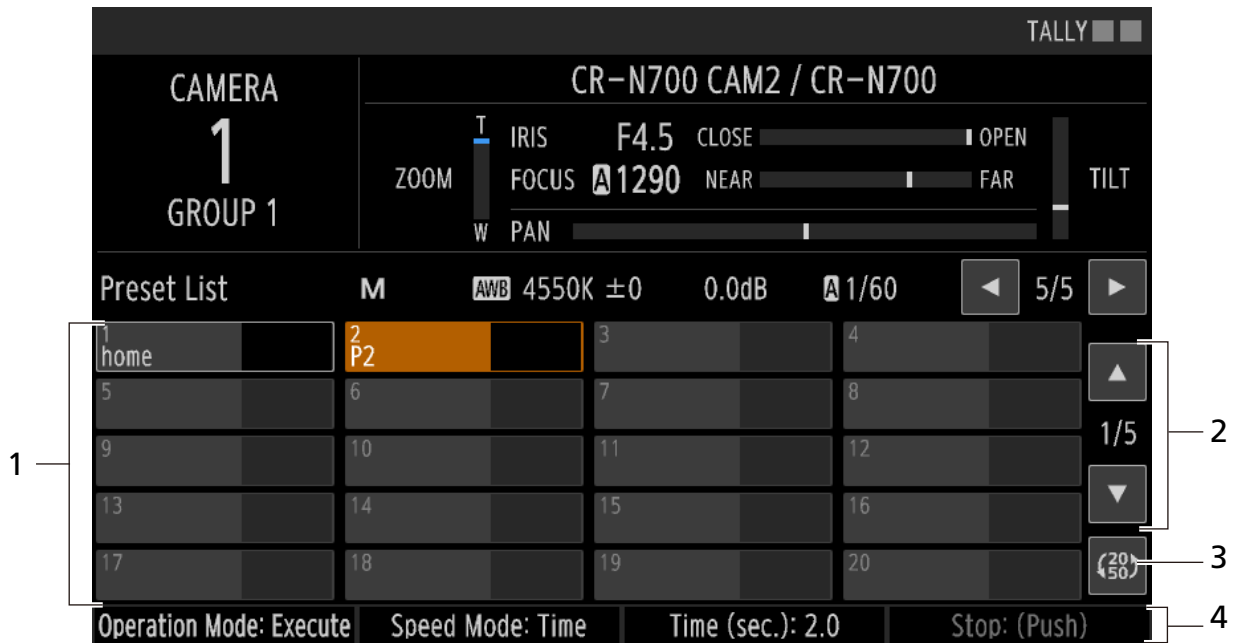 TALLY
CAMERA
1
GROUP 1
CR-N700 CAM2 / CR-N700
ZOOM
T
W
IRIS F4.5 CLOSE OPEN
FOCUS A 1290 NEAR FAR
PAN
TILT
Preset List M AWB 4550K ±0 0.0dB A 1/60 ◀ 5/5 ▶
1 home
2 P2
3
4
5
6
7
8
9
10
11
12
13
14
15
16
17
18
19
20
▲
1/5
▼
20
50
Operation Mode: Execute Speed Mode: Time Time (sec.): 2.0 Stop: (Push)
1
2
3
4